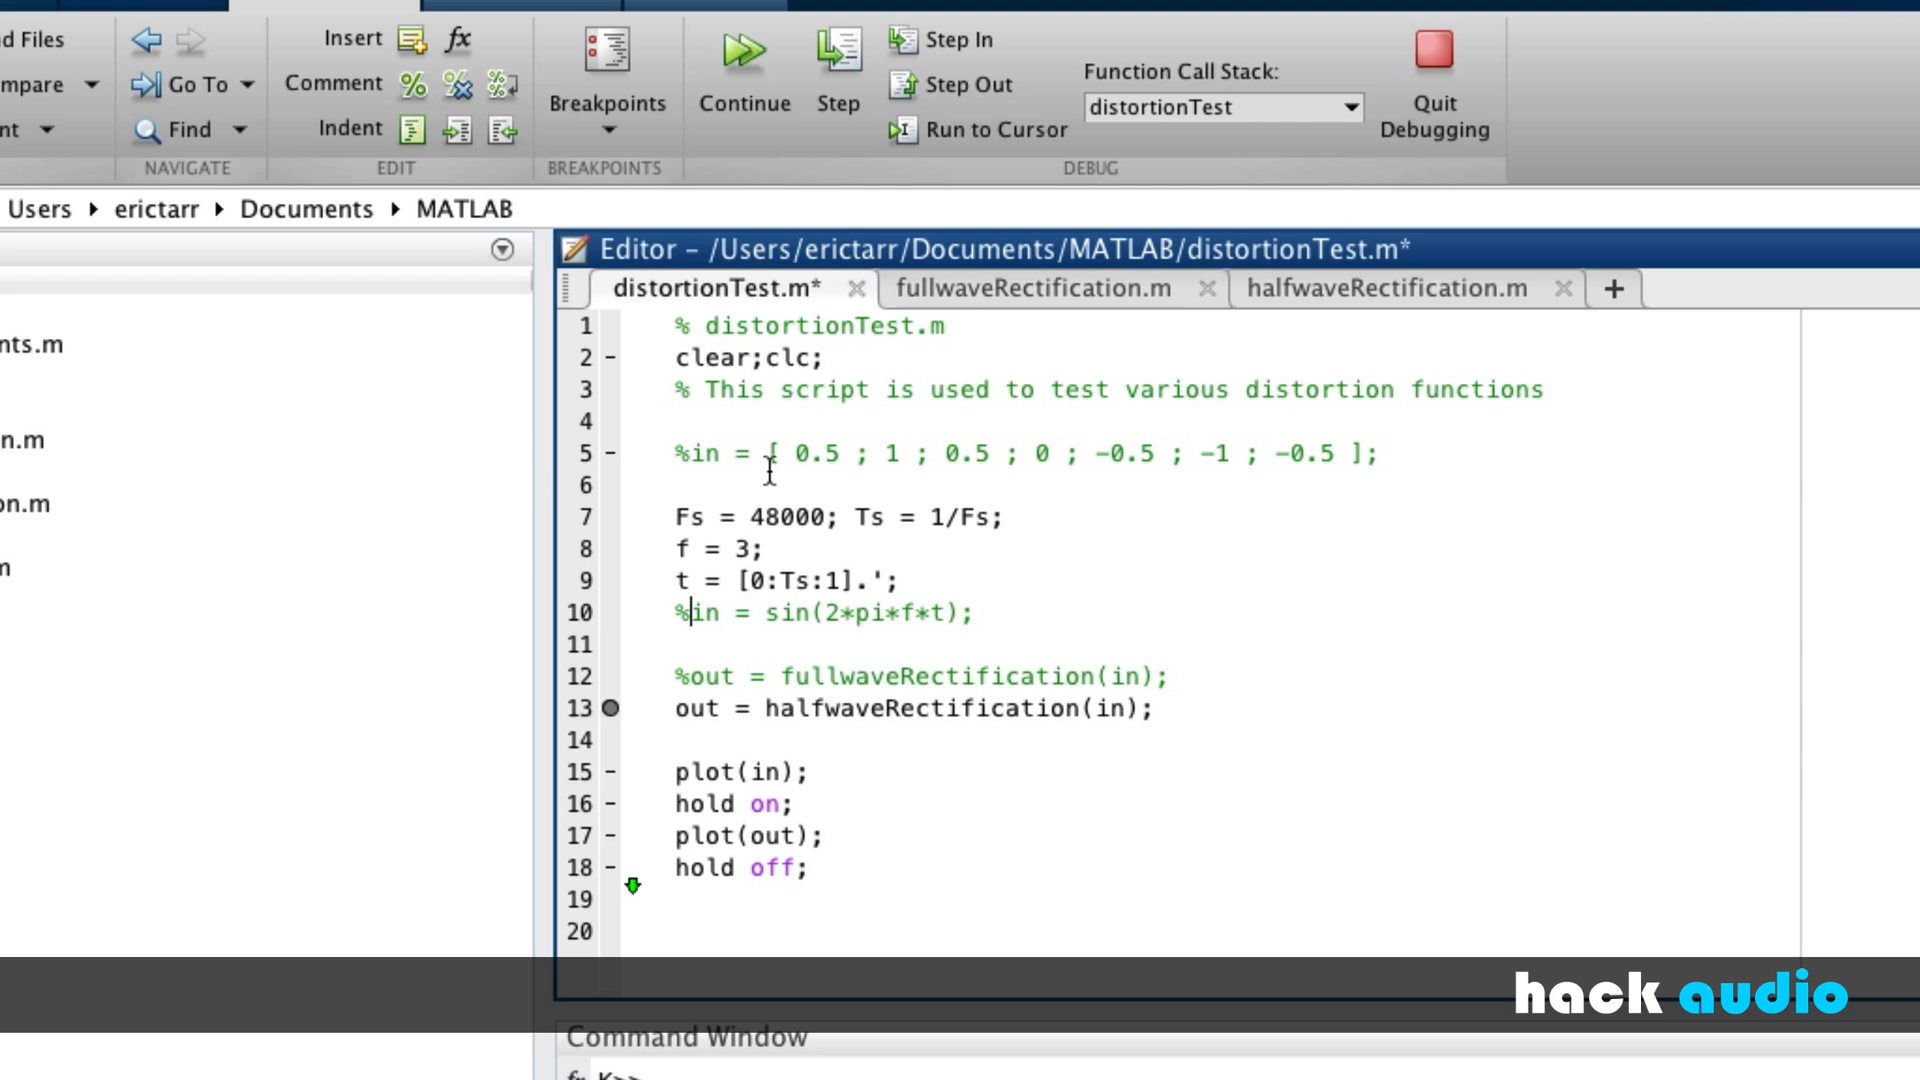 d Files
Insert
fx
Step In
Function Call Stack:
mpare
Go To
Comment
Breakpoints
Continue
Step
Step Out
distortionTest
Quit
Debugging
nt
Find
Indent
Run to Cursor
NAVIGATE
EDIT
BREAKPOINTS
DEBUG
Users erictarr Documents MATLAB
Editor – /Users/erictarr/Documents/MATLAB/distortionTest.m*
distortionTest.m* fullwaveRectification.m halfwaveRectification.m +
nts.m
n.m
on.m
m
1 % distortionTest.m
2 – clear;clc;
3 % This script is used to test various distortion functions
4
5 – %in = [ 0.5 ; 1 ; 0.5 ; 0 ; -0.5 ; -1 ; -0.5 ];
6
7 Fs = 48000; Ts = 1/Fs;
8 f = 3;
9 t = [0:Ts:1].';
10 %in = sin(2*pi*f*t);
11
12 %out = fullwaveRectification(in);
13 out = halfwaveRectification(in);
14
15 – plot(in);
16 – hold on;
17 – plot(out);
18 – hold off;
19
20
hack audio
Command Window
fx K>>